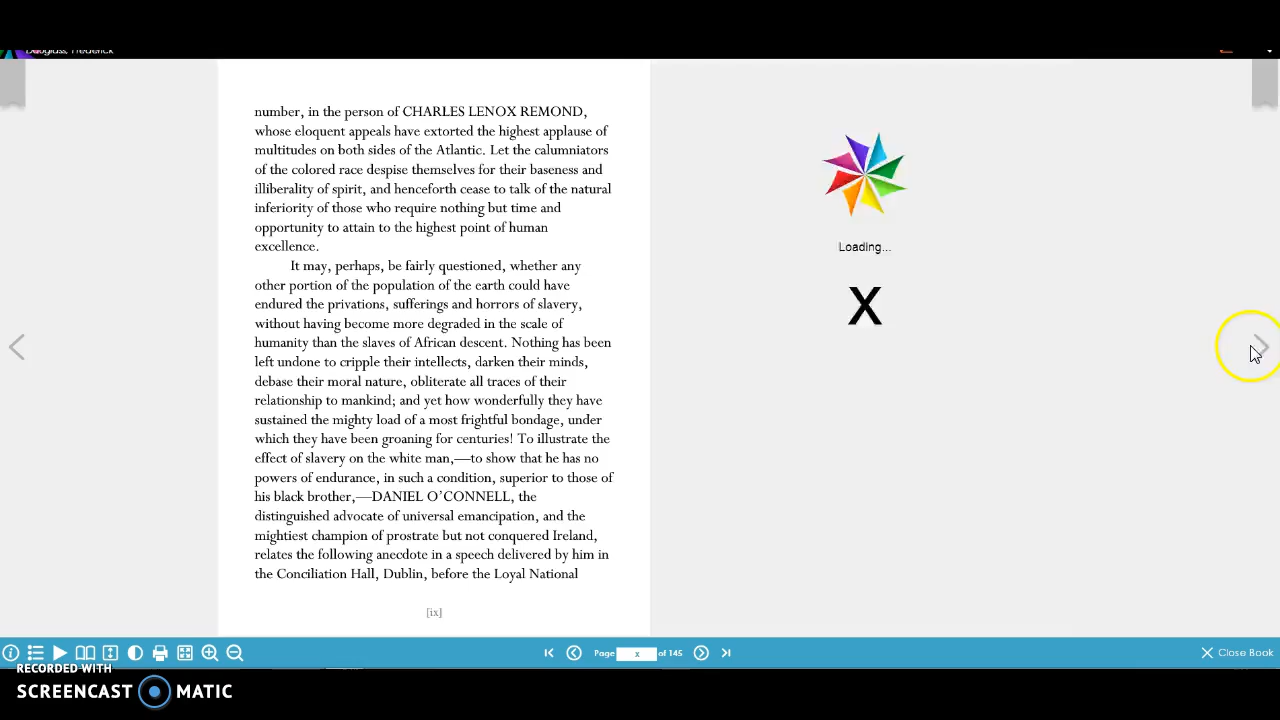 Douglass, Frederick
number, in the person of CHARLES LENOX REMOND,
whose eloquent appeals have extorted the highest applause of
multitudes on both sides of the Atlantic. Let the calumniators
of the colored race despise themselves for their baseness and
illiberality of spirit, and henceforth cease to talk of the natural
inferiority of those who require nothing but time and
opportunity to attain to the highest point of human
excellence.
It may, perhaps, be fairly questioned, whether any
other portion of the population of the earth could have
endured the privations, sufferings and horrors of slavery,
without having become more degraded in the scale of
humanity than the slaves of African descent. Nothing has been
left undone to cripple their intellects, darken their minds,
debase their moral nature, obliterate all traces of their
relationship to mankind; and yet how wonderfully they have
sustained the mighty load of a most frightful bondage, under
which they have been groaning for centuries! To illustrate the
effect of slavery on the white man,—to show that he has no
powers of endurance, in such a condition, superior to those of
his black brother,—DANIEL O’CONNELL, the
distinguished advocate of universal emancipation, and the
mightiest champion of prostrate but not conquered Ireland,
relates the following anecdote in a speech delivered by him in
the Conciliation Hall, Dublin, before the Loyal National
[ix]
Loading...
X
Page x of 145
Close Book
RECORDED WITH
SCREENCAST MATIC